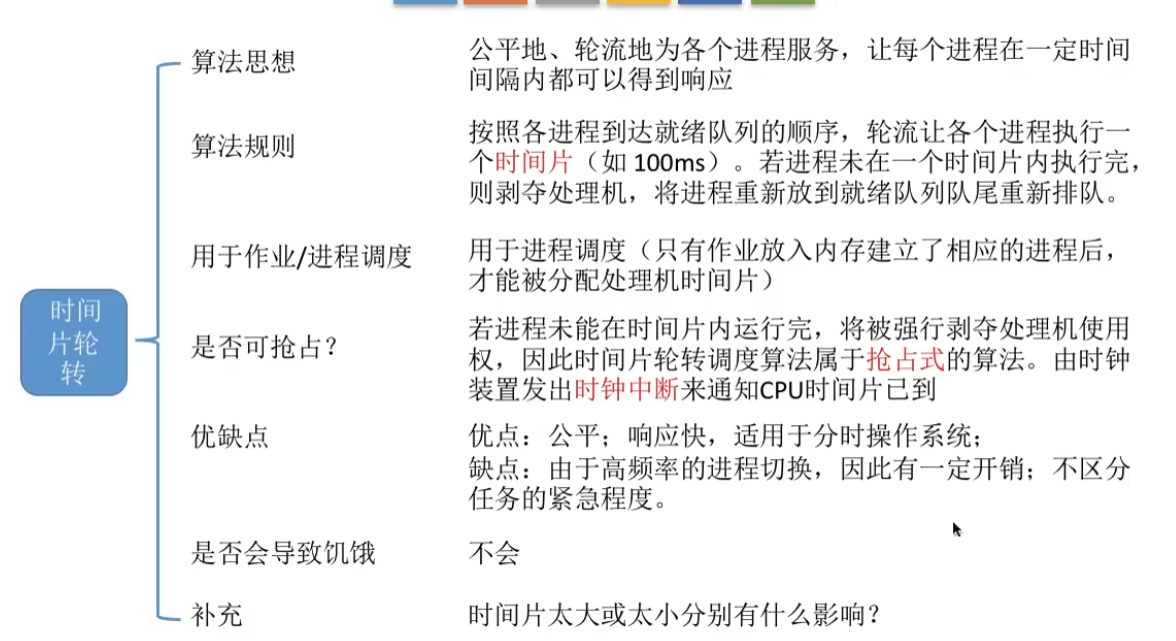 算法思想
公平地、轮流地为各个进程服务，让每个进程在一定时间
间隔内都可以得到响应
算法规则
按照各进程到达就绪队列的顺序，轮流让各个进程执行一
个时间片（如 100ms）。若进程未在一个时间片内执行完，
则剥夺处理机，将进程重新放到就绪队列队尾重新排队。
用于作业/进程调度
用于进程调度（只有作业放入内存建立了相应的进程后，
才能被分配处理机时间片）
时间
片轮
转
是否可抢占？
若进程未能在时间片内运行完，将被强行剥夺处理机使用
权，因此时间片轮转调度算法属于抢占式的算法。由时钟
装置发出时钟中断来通知CPU时间片已到
优缺点
优点：公平；响应快，适用于分时操作系统；
缺点：由于高频率的进程切换，因此有一定开销；不区分
任务的紧急程度。
是否会导致饥饿
不会
补充
时间片太大或太小分别有什么影响？